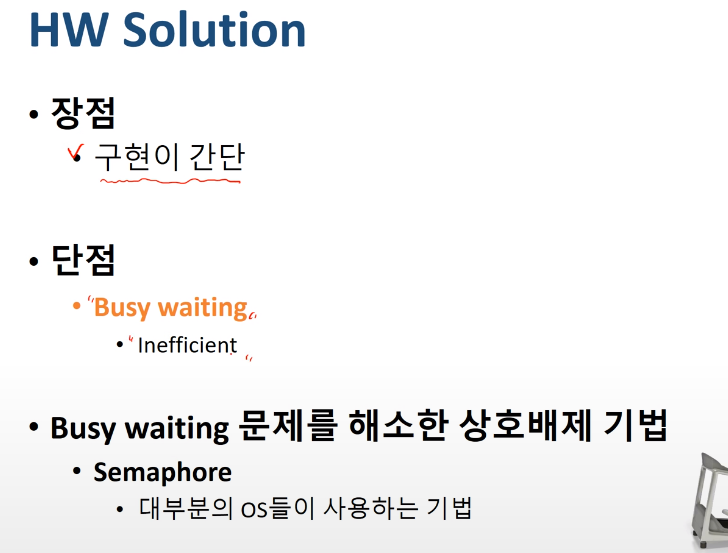 HW Solution
• 장점
• 구현이 간단
• 단점
• "Busy waiting"
• "Inefficient"
• Busy waiting 문제를 해소한 상호배제 기법
• Semaphore
• 대부분의 OS들이 사용하는 기법